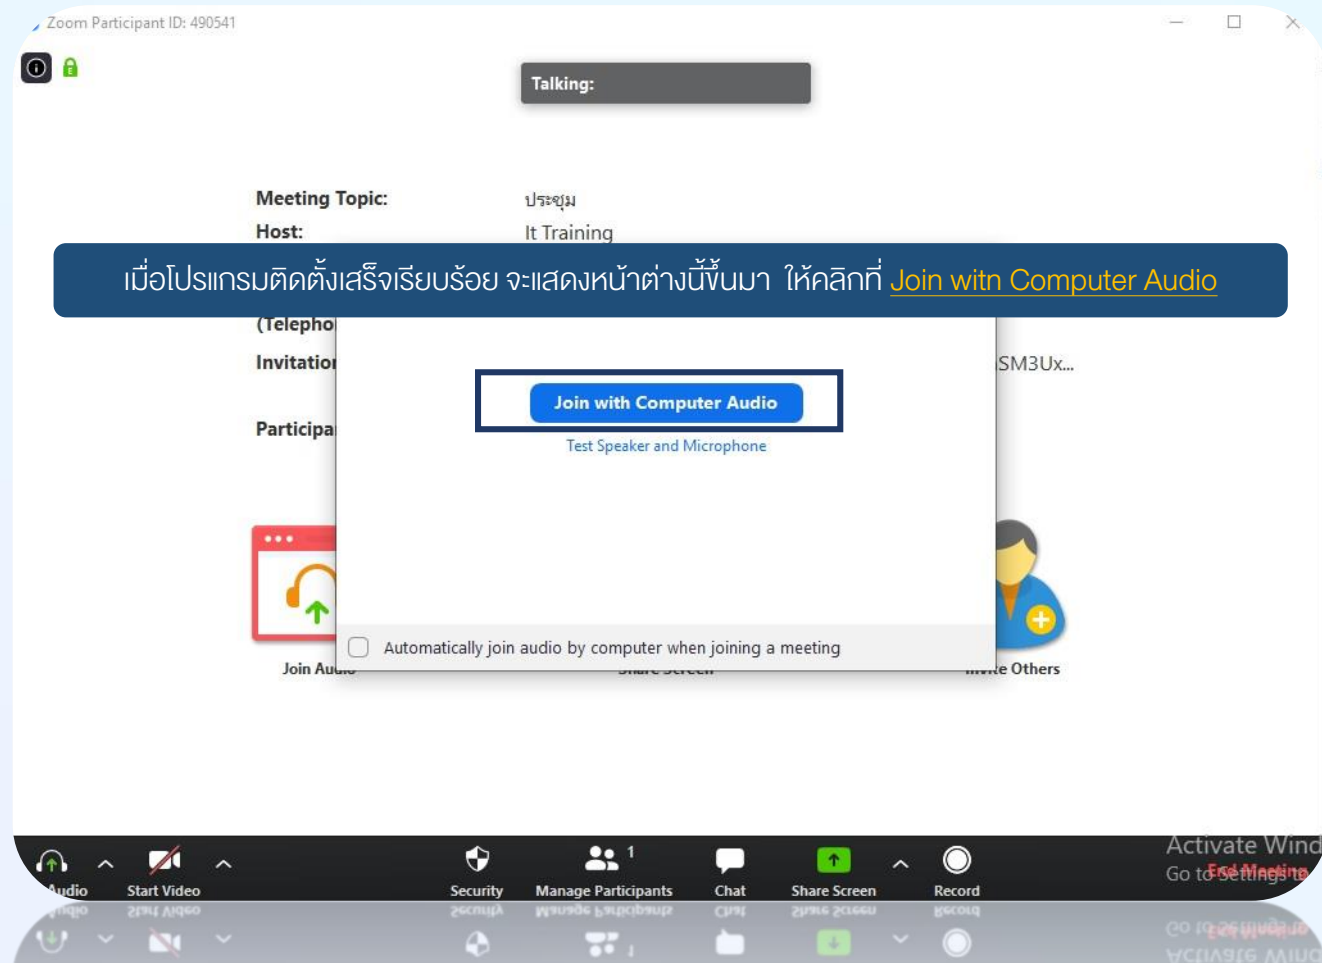 Zoom Participant ID: 490541
Talking:
Meeting Topic: ประชุม
Host: It Training
เมื่อโปรแกรมติดตั้งเสร็จเรียบร้อย จะแสดงหน้าต่างนี้ขึ้นมา ให้คลิกที่ Join witn Computer Audio
SM3Ux...
Join with Computer Audio
Test Speaker and Microphone
Automatically join audio by computer when joining a meeting
Join Audio
Share Screen
Invite Others
1
Audio
Start Video
Security
Manage Participants
Chat
Share Screen
Record
Activate Wind
Go to Settings to
End Meeting